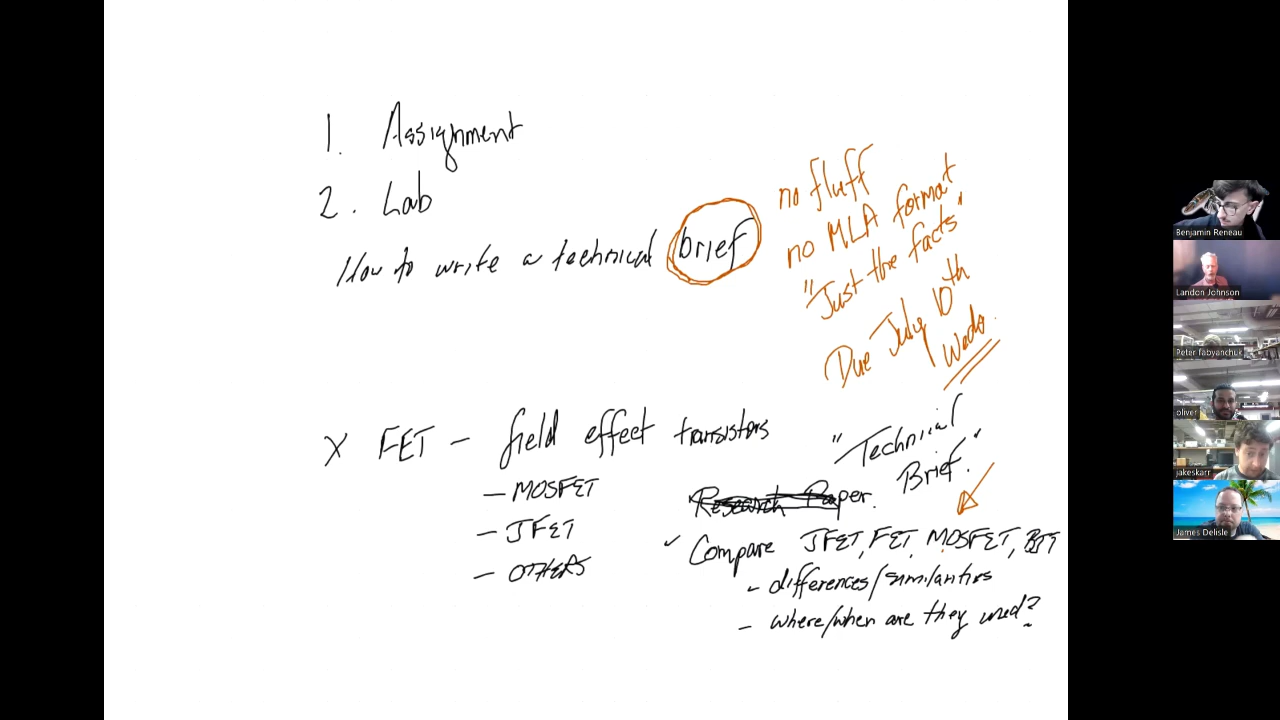 1. Assignment
2. Lab
How to write a technical brief
no fluff
no MLA format
"Just the facts"
Due July 10th
Weds.
X FET - field effect transistors
- MOSFET
- JFET
- OTHERS
"Technical
Brief."
Research Paper.
✓ Compare JFET, FET, MOSFET, BJT
- differences/similarities
- where/when are they used?
Benjamin Reneau
Landon Johnson
Peter fabyanchuk
oliver
jakeskarr
James Delisle